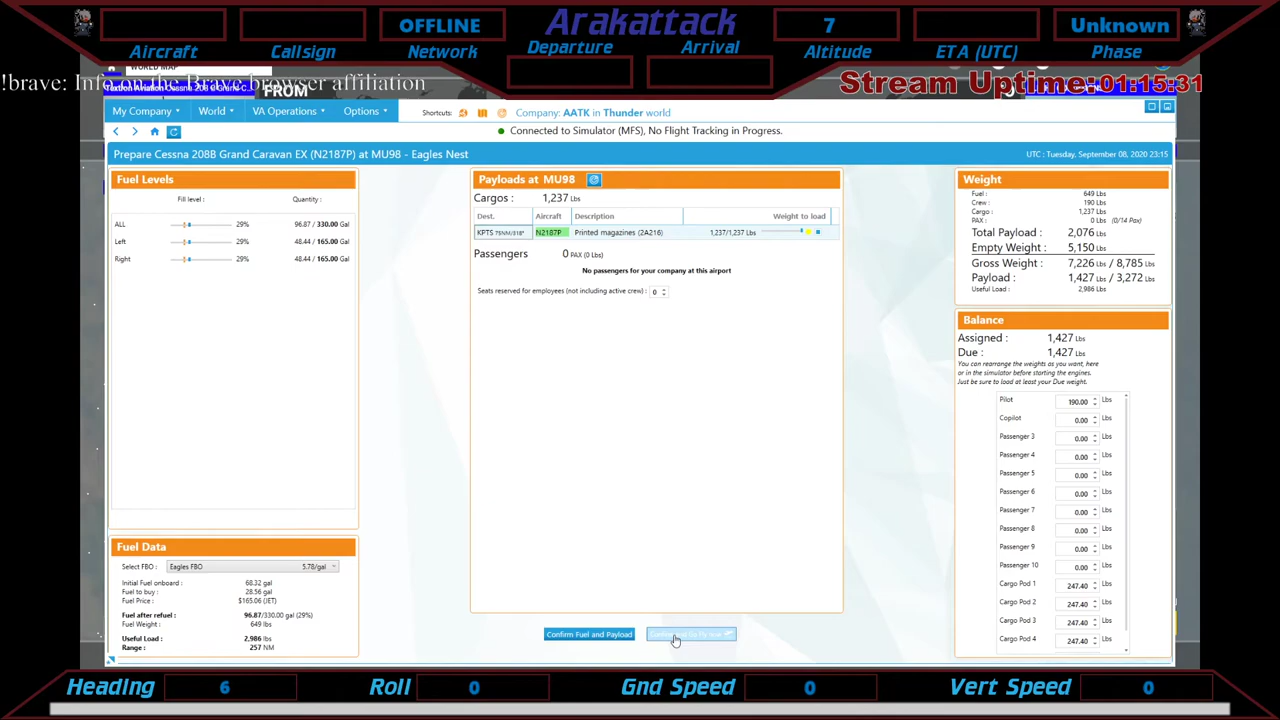 Arakattack
OFFLINE
7
Unknown
Aircraft
Callsign
Network
Departure
Arrival
Altitude
ETA (UTC)
Phase
WORLD MAP
!brave: Info on the Brave browser affiliation
FROM
Stream Uptime: 01:15:31
My Company
World
VA Operations
Options
Shortcuts:
Company: AATK in Thunder world
Connected to Simulator (MFS), No Flight Tracking in Progress.
Prepare Cessna 208B Grand Caravan EX (N2187P) at MU98 - Eagles Nest
UTC : Tuesday, September 08, 2020 23:15
Fuel Levels
Fill level :
Quantity :
ALL 29% 96.87 / 330.00 Gal
Left 29% 48.44 / 165.00 Gal
Right 29% 48.44 / 165.00 Gal
Fuel Data
Select FBO : Eagles FBO 5.78/gal
Initial Fuel onboard : 68.32 gal
Fuel to buy : 28.56 gal
Fuel Price : $165.06 (JET)
Fuel after refuel : 96.87/330.00 gal (29%)
Fuel Weight : 649 lbs
Useful Load : 2,986 lbs
Range : 257 NM
Payloads at MU98
Cargos : 1,237 Lbs
Dest. Aircraft Description Weight to load
KPTS 75NM/318° N2187P Printed magazines (2A216) 1,237/1,237 Lbs
Passengers 0 PAX (0 Lbs)
No passengers for your company at this airport
Seats reserved for employees (not including active crew) : 0
Confirm Fuel and Payload
Weight
Fuel : 649 Lbs
Crew : 190 Lbs
Cargo : 1,237 Lbs
PAX : 0 Lbs (0/14 Pax)
Total Payload : 2,076 Lbs
Empty Weight : 5,150 Lbs
Gross Weight : 7,226 Lbs / 8,785 Lbs
Payload : 1,427 Lbs / 3,272 Lbs
Useful Load : 2,986 Lbs
Balance
Assigned : 1,427 Lbs
Due : 1,427 Lbs
You can rearrange the weights as you want, here
or in the simulator before starting the engines.
Just be sure to load at least your Due weight.
Pilot 190.00 Lbs
Copilot 0.00 Lbs
Passenger 3 0.00 Lbs
Passenger 4 0.00 Lbs
Passenger 5 0.00 Lbs
Passenger 6 0.00 Lbs
Passenger 7 0.00 Lbs
Passenger 8 0.00 Lbs
Passenger 9 0.00 Lbs
Passenger 10 0.00 Lbs
Cargo Pod 1 247.40 Lbs
Cargo Pod 2 247.40 Lbs
Cargo Pod 3 247.40 Lbs
Cargo Pod 4 247.40 Lbs
Heading 6
Roll 0
Gnd Speed 0
Vert Speed 0